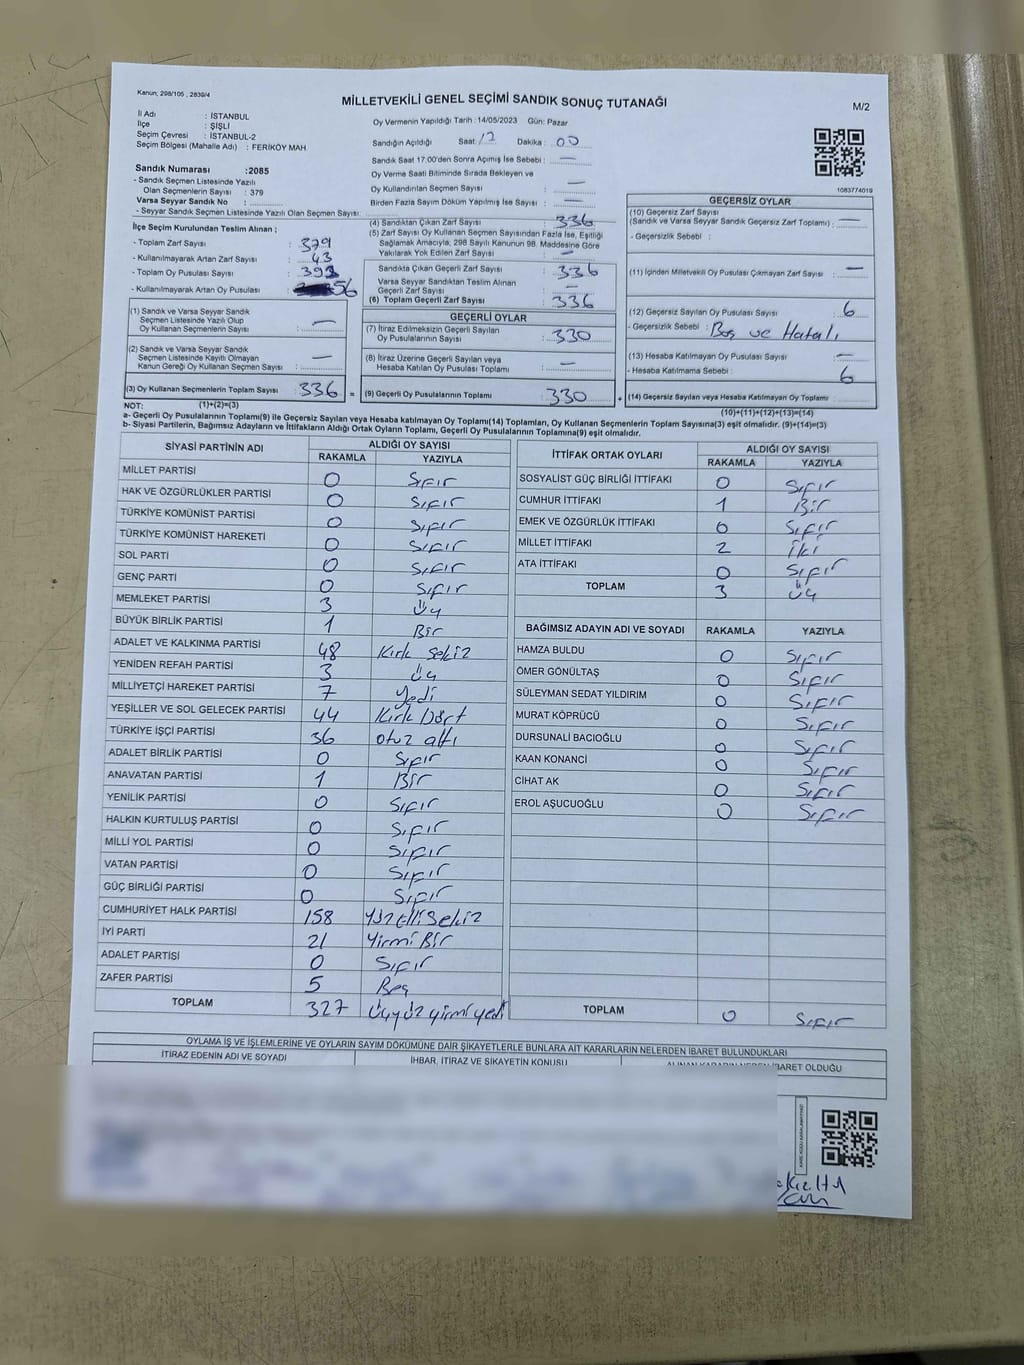 Kanun; 298/105 , 2839/4
MİLLETVEKİLİ GENEL SEÇİMİ SANDIK SONUÇ TUTANAĞI
M/2
İl Adı : İSTANBUL
İlçe : ŞİŞLİ
Seçim Çevresi : İSTANBUL-2
Seçim Bölgesi (Mahalle Adı) : FERİKÖY MAH
Oy Vermenin Yapıldığı Tarih : 14/05/2023 Gün: Pazar
Sandığın Açıldığı Saat: Dakika: 00
Sandık Saat 17.00'den Sonra Açımış İse Sebebi : —
Oy Verme Saati Bitiminde Sırada Bekleyen ve
Oy Kullandırılan Seçmen Sayısı : —
Birden Fazla Sayım Döküm Yapılmış İse Sayısı : —
1083774019
Sandık Numarası :2085
- Sandık Seçmen Listesinde Yazılı
Olan Seçmenlerin Sayısı : 379
Varsa Seyyar Sandık No :
- Seyyar Sandık Seçmen Listesinde Yazılı Olan Seçmen Sayısı:
İlçe Seçim Kurulundan Teslim Alınan ;
- Toplam Zarf Sayısı : 379
- Kullanılmayarak Artan Zarf Sayısı : 43
- Toplam Oy Pusulası Sayısı : 393
- Kullanılmayarak Artan Oy Pusulası : 56
(1) Sandık ve Varsa Seyyar Sandık
Seçmen Listesinde Yazılı Olup
Oy Kullanan Seçmenlerin Sayısı : —
(2) Sandık ve Varsa Seyyar Sandık
Seçmen Listesinde Kayıtlı Olmayan
Kanun Gereği Oy Kullanan Seçmen Sayısı : —
(3) Oy Kullanan Seçmenlerin Toplam Sayısı : 336 =
(4) Sandıktan Çıkan Zarf Sayısı : 336
(5) Zarf Sayısı Oy Kullanan Seçmen Sayısından Fazla İse, Eşitliği
Sağlamak Amacıyla, 298 Sayılı Kanunun 98. Maddesine Göre
Yakılarak Yok Edilen Zarf Sayısı : —
Sandıkta Çıkan Geçerli Zarf Sayısı : 336
Varsa Seyyar Sandıktan Teslim Alınan
Geçerli Zarf Sayısı : —
(6) Toplam Geçerli Zarf Sayısı : 336
GEÇERLİ OYLAR
(7) İtiraz Edilmeksizin Geçerli Sayılan
Oy Pusulalarının Sayısı : 330
(8) İtiraz Üzerine Geçerli Sayılan veya
Hesaba Katılan Oy Pusulası Toplamı : —
(9) Geçerli Oy Pusulalarının Toplamı : 330 +
GEÇERSİZ OYLAR
(10) Geçersiz Zarf Sayısı
(Sandık ve Varsa Seyyar Sandık Geçersiz Zarf Toplamı) : —
- Geçersizlik Sebebi :
(11) İçinden Milletvekili Oy Pusulası Çıkmayan Zarf Sayısı : —
(12) Geçersiz Sayılan Oy Pusulası Sayısı : 6
- Geçersizlik Sebebi : Boş ve Hatalı
(13) Hesaba Katılmayan Oy Pusulası Sayısı : —
- Hesaba Katılmama Sebebi :
(14) Geçersiz Sayılan veya Hesaba Katılmayan Oy Toplamı : 6
NOT: (1)+(2)=(3)
(10)+(11)+(12)+(13)=(14)
a- Geçerli Oy Pusulalarının Toplamı(9) ile Geçersiz Sayılan veya Hesaba katılmayan Oy Toplamı(14) Toplamları, Oy Kullanan Seçmenlerin Toplam Sayısına(3) eşit olmalıdır. (9)+(14)=(3)
b- Siyasi Partilerin, Bağımsız Adayların ve İttifakların Aldığı Ortak Oyların Toplamı, Geçerli Oy Pusulalarının Toplamına(9) eşit olmalıdır.
SİYASİ PARTİNİN ADI ALDIĞI OY SAYISI
RAKAMLA YAZIYLA
MİLLET PARTİSİ 0 Sıfır
HAK VE ÖZGÜRLÜKLER PARTİSİ 0 Sıfır
TÜRKİYE KOMÜNİST PARTİSİ 0 Sıfır
TÜRKİYE KOMÜNİST HAREKETİ 0 Sıfır
SOL PARTİ 0 Sıfır
GENÇ PARTİ 0 Sıfır
MEMLEKET PARTİSİ 3 Üç
BÜYÜK BİRLİK PARTİSİ 1 Bir
ADALET VE KALKINMA PARTİSİ 48 Kırk Sekiz
YENİDEN REFAH PARTİSİ 3 Üç
MİLLİYETÇİ HAREKET PARTİSİ 7 Yedi
YEŞİLLER VE SOL GELECEK PARTİSİ 44 Kırk Dört
TÜRKİYE İŞÇİ PARTİSİ 36 otuz altı
ADALET BİRLİK PARTİSİ 0 Sıfır
ANAVATAN PARTİSİ 1 Bir
YENİLİK PARTİSİ 0 Sıfır
HALKIN KURTULUŞ PARTİSİ 0 Sıfır
MİLLİ YOL PARTİSİ 0 Sıfır
VATAN PARTİSİ 0 Sıfır
GÜÇ BİRLİĞİ PARTİSİ 0 Sıfır
CUMHURİYET HALK PARTİSİ 158 Yüz Elli Sekiz
İYİ PARTİ 21 Yirmi Bir
ADALET PARTİSİ 0 Sıfır
ZAFER PARTİSİ 5 Beş
TOPLAM 327 Üçyüz yirmi yedi
İTTİFAK ORTAK OYLARI ALDIĞI OY SAYISI
RAKAMLA YAZIYLA
SOSYALİST GÜÇ BİRLİĞİ İTTİFAKI 0 Sıfır
CUMHUR İTTİFAKI 1 Bir
EMEK VE ÖZGÜRLÜK İTTİFAKI 0 Sıfır
MİLLET İTTİFAKI 2 İki
ATA İTTİFAKI 0 Sıfır
TOPLAM 3 Üç
BAĞIMSIZ ADAYIN ADI VE SOYADI RAKAMLA YAZIYLA
HAMZA BULDU 0 Sıfır
ÖMER GÖNÜLTAŞ 0 Sıfır
SÜLEYMAN SEDAT YILDIRIM 0 Sıfır
MURAT KÖPRÜCÜ 0 Sıfır
DURSUNALİ BACIOĞLU 0 Sıfır
KAAN KONANCİ 0 Sıfır
CİHAT AK 0 Sıfır
EROL AŞUCUOĞLU 0 Sıfır
TOPLAM 0 Sıfır
OYLAMA İŞ VE İŞLEMLERİNE VE OYLARIN SAYIM DÖKÜMÜNE DAİR ŞİKAYETLERLE BUNLARA AİT KARARLARIN NELERDEN İBARET BULUNDUKLARI
İTİRAZ EDENİN ADI VE SOYADI İHBAR, İTİRAZ VE ŞİKAYETİN KONUSU ALINAN KARARIN NEDEN İBARET OLDUĞU